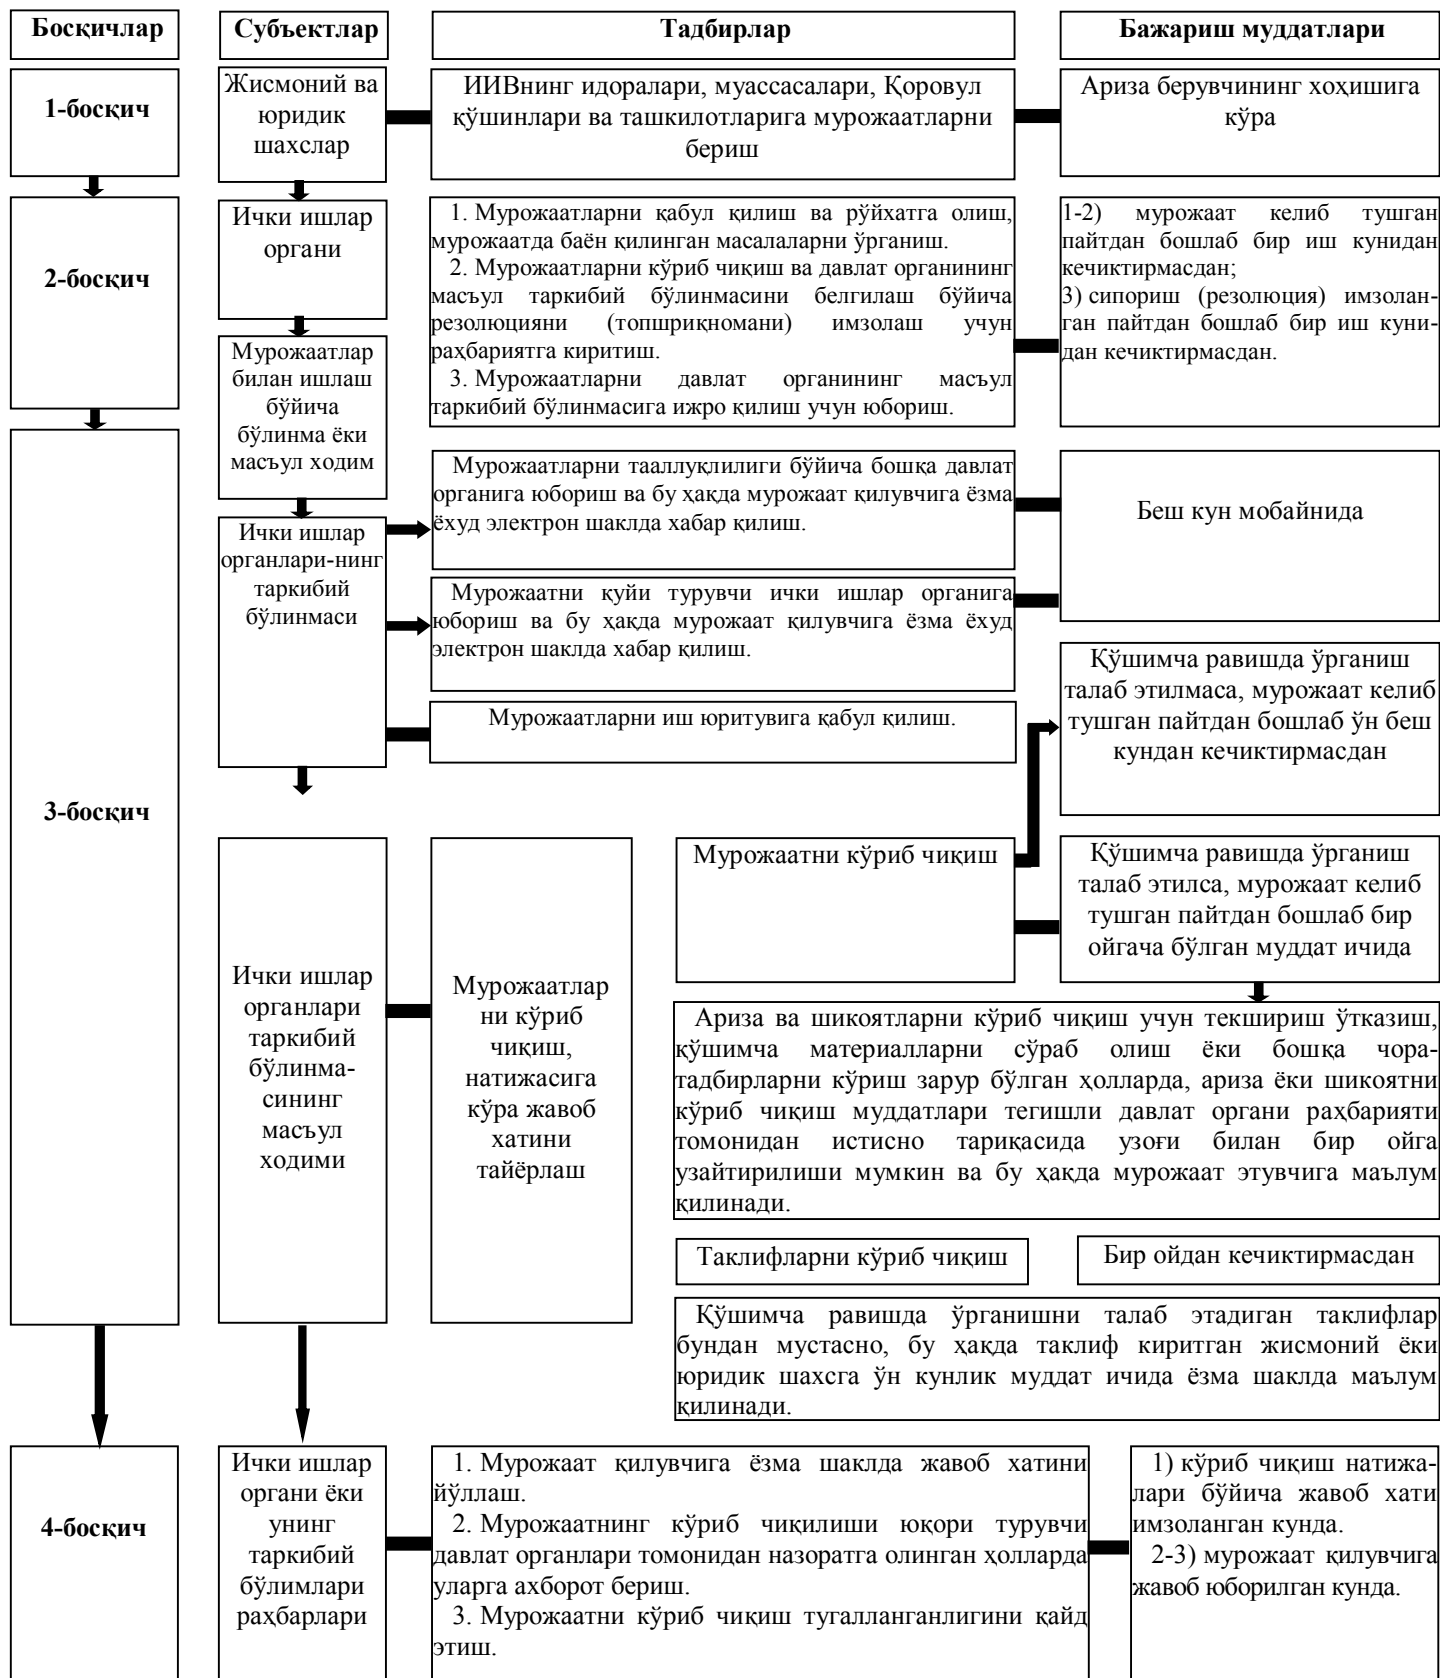 Босқичлар
Субъектлар
Тадбирлар
Бажариш муддатлари
1-босқич
Жисмоний ва
юридик
шахслар
ИИВнинг идоралари, муассасалари, Қоровул
қўшинлари ва ташкилотларига мурожаатларни
бериш
Ариза берувчининг хоҳишига
кўра
2-босқич
Ички ишлар
органи
Мурожаатлар
билан ишлаш
бўйича
бўлинма ёки
масъул ходим
1. Мурожаатларни қабул қилиш ва рўйхатга олиш,
мурожаатда баён қилинган масалаларни ўрганиш.
2. Мурожаатларни кўриб чиқиш ва давлат органининг
масъул таркибий бўлинмасини белгилаш бўйича
резолюцияни (топшриқномани) имзолаш учун
раҳбариятга киритиш.
3. Мурожаатларни давлат органининг масъул
таркибий бўлинмасига ижро қилиш учун юбориш.
1-2) мурожаат келиб тушган
пайтдан бошлаб бир иш кунидан
кечиктирмасдан;
3) сипориш (резолюция) имзолан-
ган пайтдан бошлаб бир иш куни-
дан кечиктирмасдан.
3-босқич
Ички ишлар
органлари-нинг
таркибий
бўлинмаси
Мурожаатларни тааллуқлилиги бўйича бошқа давлат
органига юбориш ва бу ҳақда мурожаат қилувчига ёзма
ёхуд электрон шаклда хабар қилиш.
Беш кун мобайнида
Мурожаатни қуйи турувчи ички ишлар органига
юбориш ва бу ҳақда мурожаат қилувчига ёзма ёхуд
электрон шаклда хабар қилиш.
Мурожаатларни иш юритувига қабул қилиш.
Қўшимча равишда ўрганиш
талаб этилмаса, мурожаат келиб
тушган пайтдан бошлаб ўн беш
кундан кечиктирмасдан
Ички ишлар
органлари
таркибий
бўлинма-
сининг
масъул
ходими
Мурожаатлар
ни кўриб
чиқиш,
натижасига
кўра жавоб
хатини
тайёрлаш
Мурожаатни кўриб чиқиш
Қўшимча равишда ўрганиш
талаб этилса, мурожаат келиб
тушган пайтдан бошлаб бир
ойгача бўлган муддат ичида
Ариза ва шикоятларни кўриб чиқиш учун текшириш ўтказиш,
қўшимча материалларни сўраб олиш ёки бошқа чора-
тадбирларни кўриш зарур бўлган ҳолларда, ариза ёки шикоятни
кўриб чиқиш муддатлари тегишли давлат органи раҳбарияти
томонидан истисно тариқасида узоғи билан бир ойга
узайтирилиши мумкин ва бу ҳақда мурожаат этувчига маълум
қилинади.
Таклифларни кўриб чиқиш
Бир ойдан кечиктирмасдан
Қўшимча равишда ўрганишни талаб этадиган таклифлар
бундан мустасно, бу ҳақда таклиф киритган жисмоний ёки
юридик шахсга ўн кунлик муддат ичида ёзма шаклда маълум
қилинади.
4-босқич
Ички ишлар
органи ёки
унинг
таркибий
бўлимлари
раҳбарлари
1. Мурожаат қилувчига ёзма шаклда жавоб хатини
йўллаш.
2. Мурожаатнинг кўриб чиқилиши юқори турувчи
давлат органлари томонидан назоратга олинган ҳолларда
уларга ахборот бериш.
3. Мурожаатни кўриб чиқиш тугалланганлигини қайд
этиш.
1) кўриб чиқиш натижа-
лари бўйича жавоб хати
имзоланган кунда.
2-3) мурожаат қилувчига
жавоб юборилган кунда.